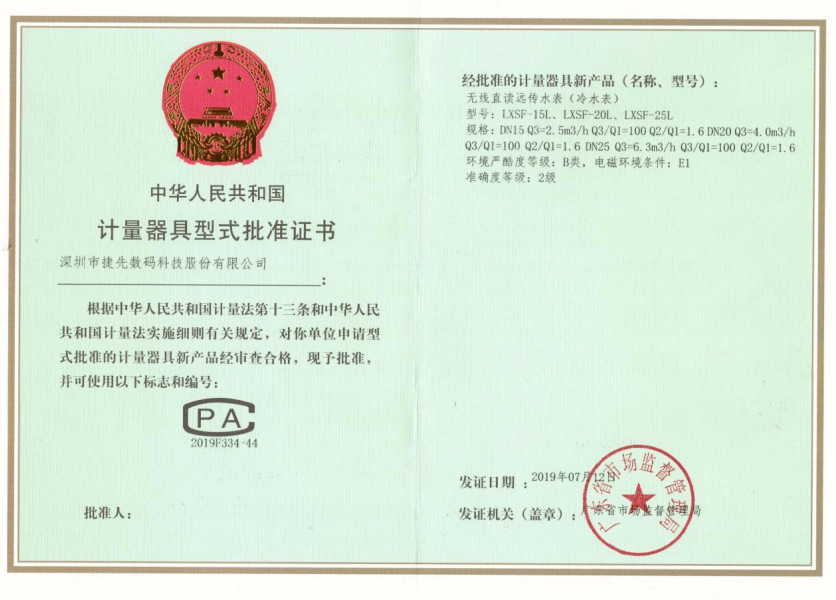 中华人民共和国
计量器具型式批准证书
深圳市捷先数码科技股份有限公司
:
根据中华人民共和国计量法第十三条和中华人民
共和国计量法实施细则有关规定，对你单位申请型
式批准的计量器具新产品经审查合格，现予批准，
并可使用以下标志和编号：
CPA
2019F334-44
批准人：
经批准的计量器具新产品（名称、型号）：
无线直读远传水表（冷水表）
型号：LXSF-15L、LXSF-20L、LXSF-25L
规格：DN15 Q3=2.5m3/h Q3/Q1=100 Q2/Q1=1.6 DN20 Q3=4.0m3/h
Q3/Q1=100 Q2/Q1=1.6 DN25 Q3=6.3m3/h Q3/Q1=100 Q2/Q1=1.6
环境严酷度等级：B类，电磁环境条件：E1
准确度等级：2级
发证日期：2019年07月12日
发证机关（盖章）：广东省市场监督管理局
广东省市场监督管理局